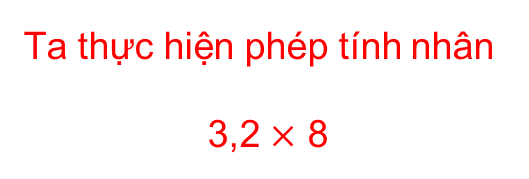 Ta thực hiện phép tính nhân
3,2 × 8